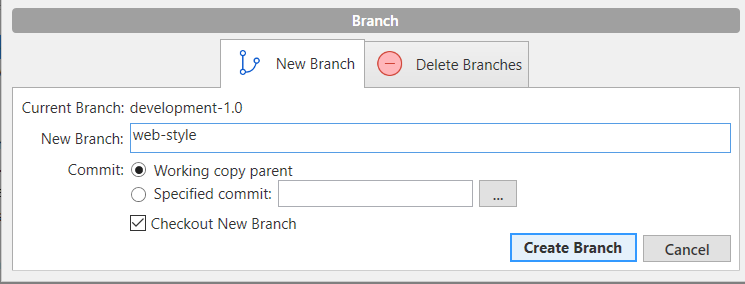 Branch
New Branch
Delete Branches
Current Branch: development-1.0
New Branch: web-style
Commit: Working copy parent
Specified commit: ...
Checkout New Branch
Create Branch
Cancel